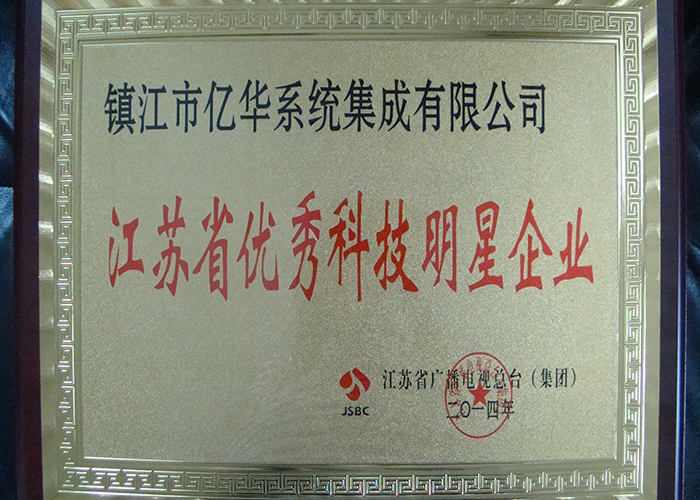 镇江市亿华系统集成有限公司
江苏省优秀科技明星企业
JSBC
江苏省广播电视总台（集团）
二〇一四年